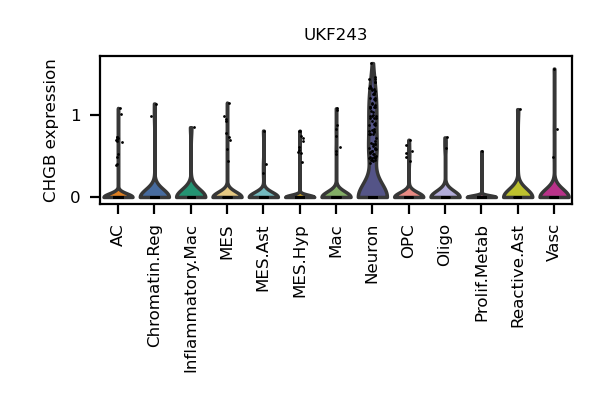 UKF243
CHGB expression
1
0
AC
Chromatin.Reg
Inflammatory.Mac
MES
MES.Ast
MES.Hyp
Mac
Neuron
OPC
Oligo
Prolif.Metab
Reactive.Ast
Vasc